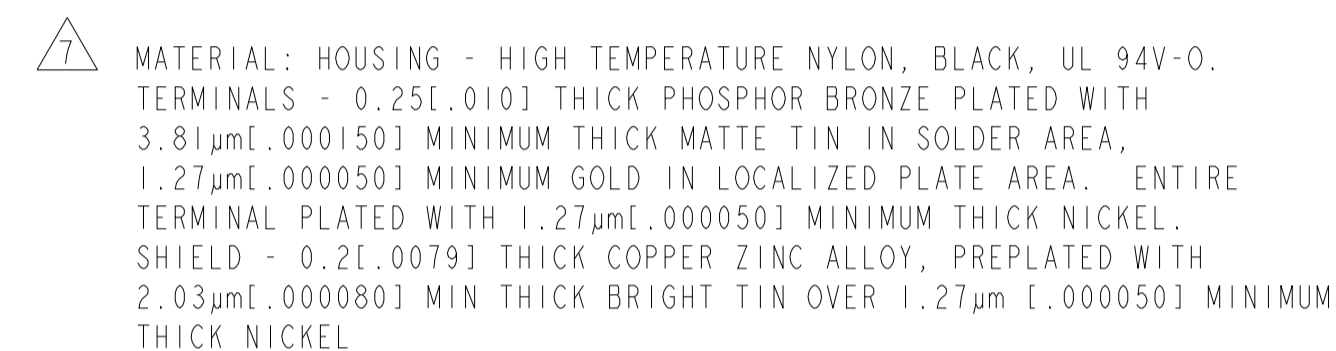 7
MATERIAL: HOUSING - HIGH TEMPERATURE NYLON, BLACK, UL 94V-0.
TERMINALS - 0.25[.010] THICK PHOSPHOR BRONZE PLATED WITH
3.81µm[.000150] MINIMUM THICK MATTE TIN IN SOLDER AREA,
1.27µm[.000050] MINIMUM GOLD IN LOCALIZED PLATE AREA.  ENTIRE
TERMINAL PLATED WITH 1.27µm[.000050] MINIMUM THICK NICKEL.
SHIELD - 0.2[.0079] THICK COPPER ZINC ALLOY, PREPLATED WITH
2.03µm[.000080] MIN THICK BRIGHT TIN OVER 1.27µm [.000050] MINIMUM
THICK NICKEL